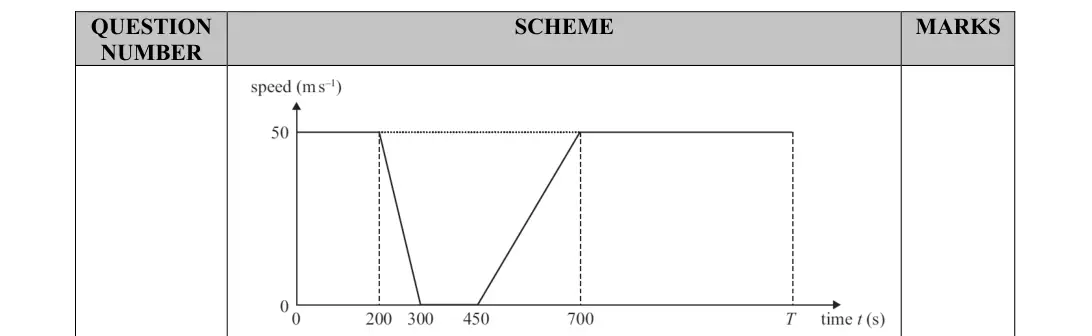 QUESTION NUMBER SCHEME MARKS
speed (m s⁻¹)
50
0
0 200 300 450 700 T time t (s)